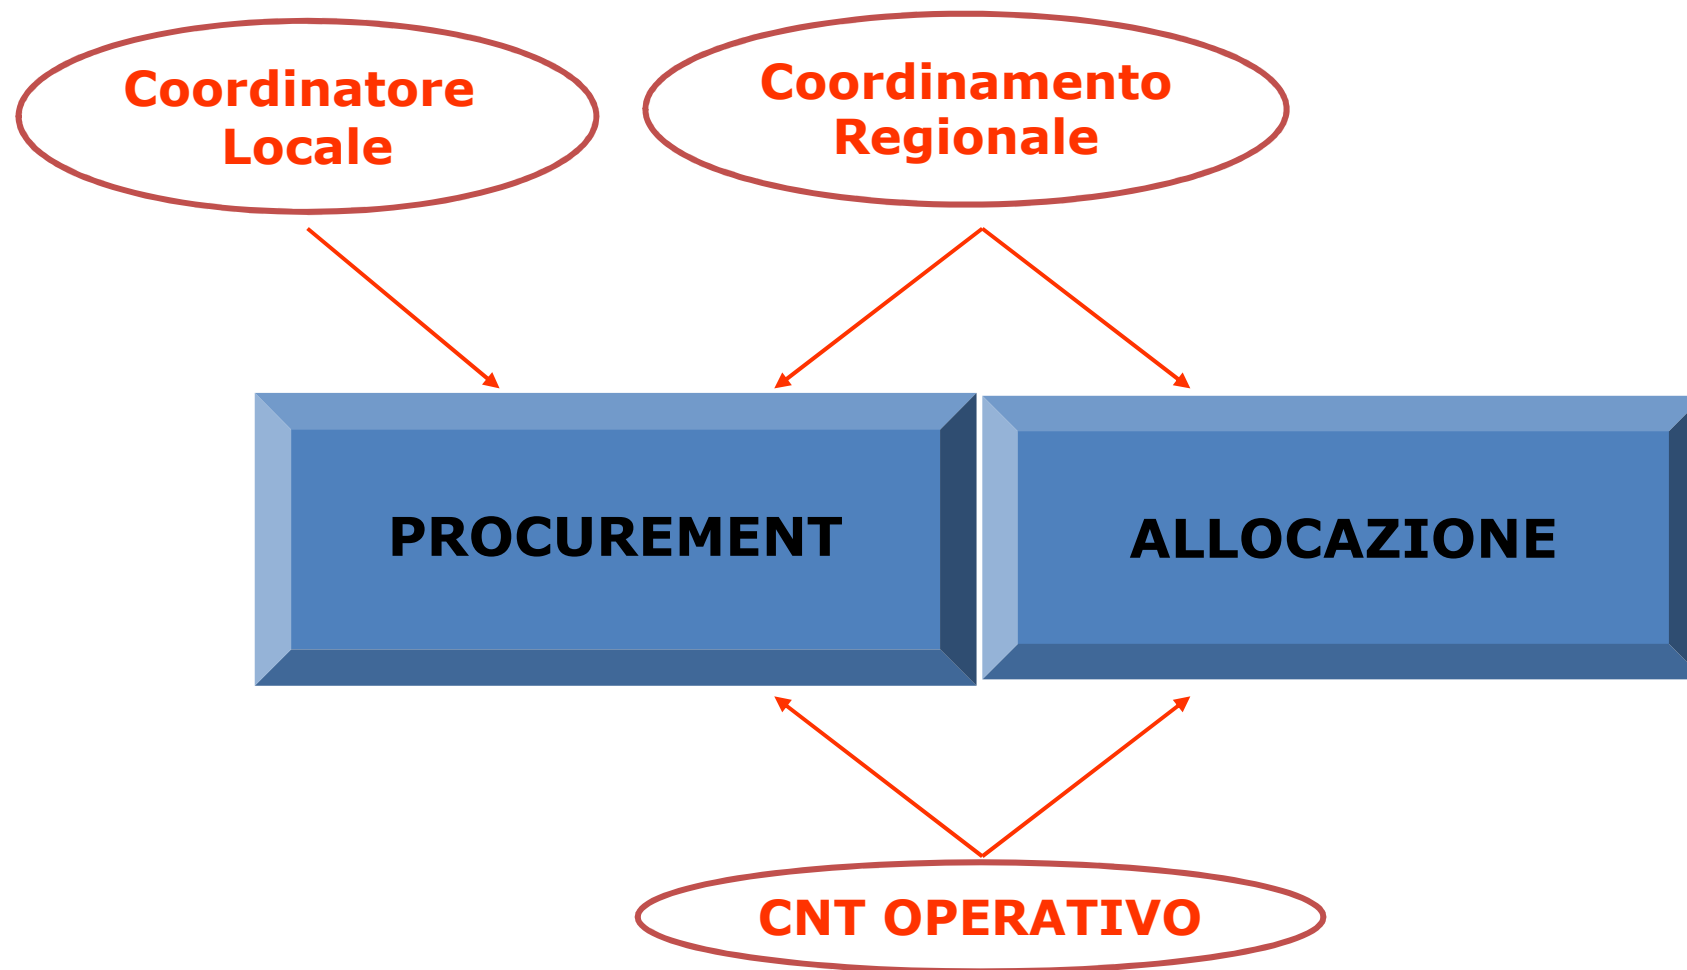 Coordinatore
Locale
Coordinamento
Regionale
PROCUREMENT
ALLOCAZIONE
CNT OPERATIVO